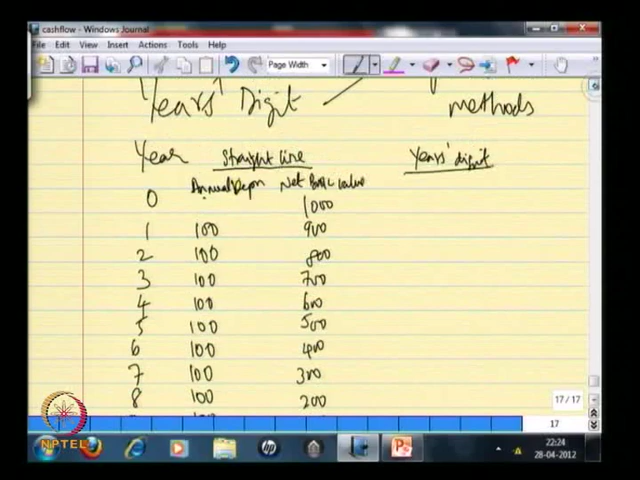 cashflow - Windows Journal
File Edit View Insert Actions Tools Help
Page Width
Years' Digit methods
Year Straight line Years' digit
Annual Depn Net Book value
0 1000
1 100 900
2 100 800
3 100 700
4 100 600
5 100 500
6 100 400
7 100 300
8 100 200
17 / 17
17
NPTEL
hp
22:24
28-04-2012